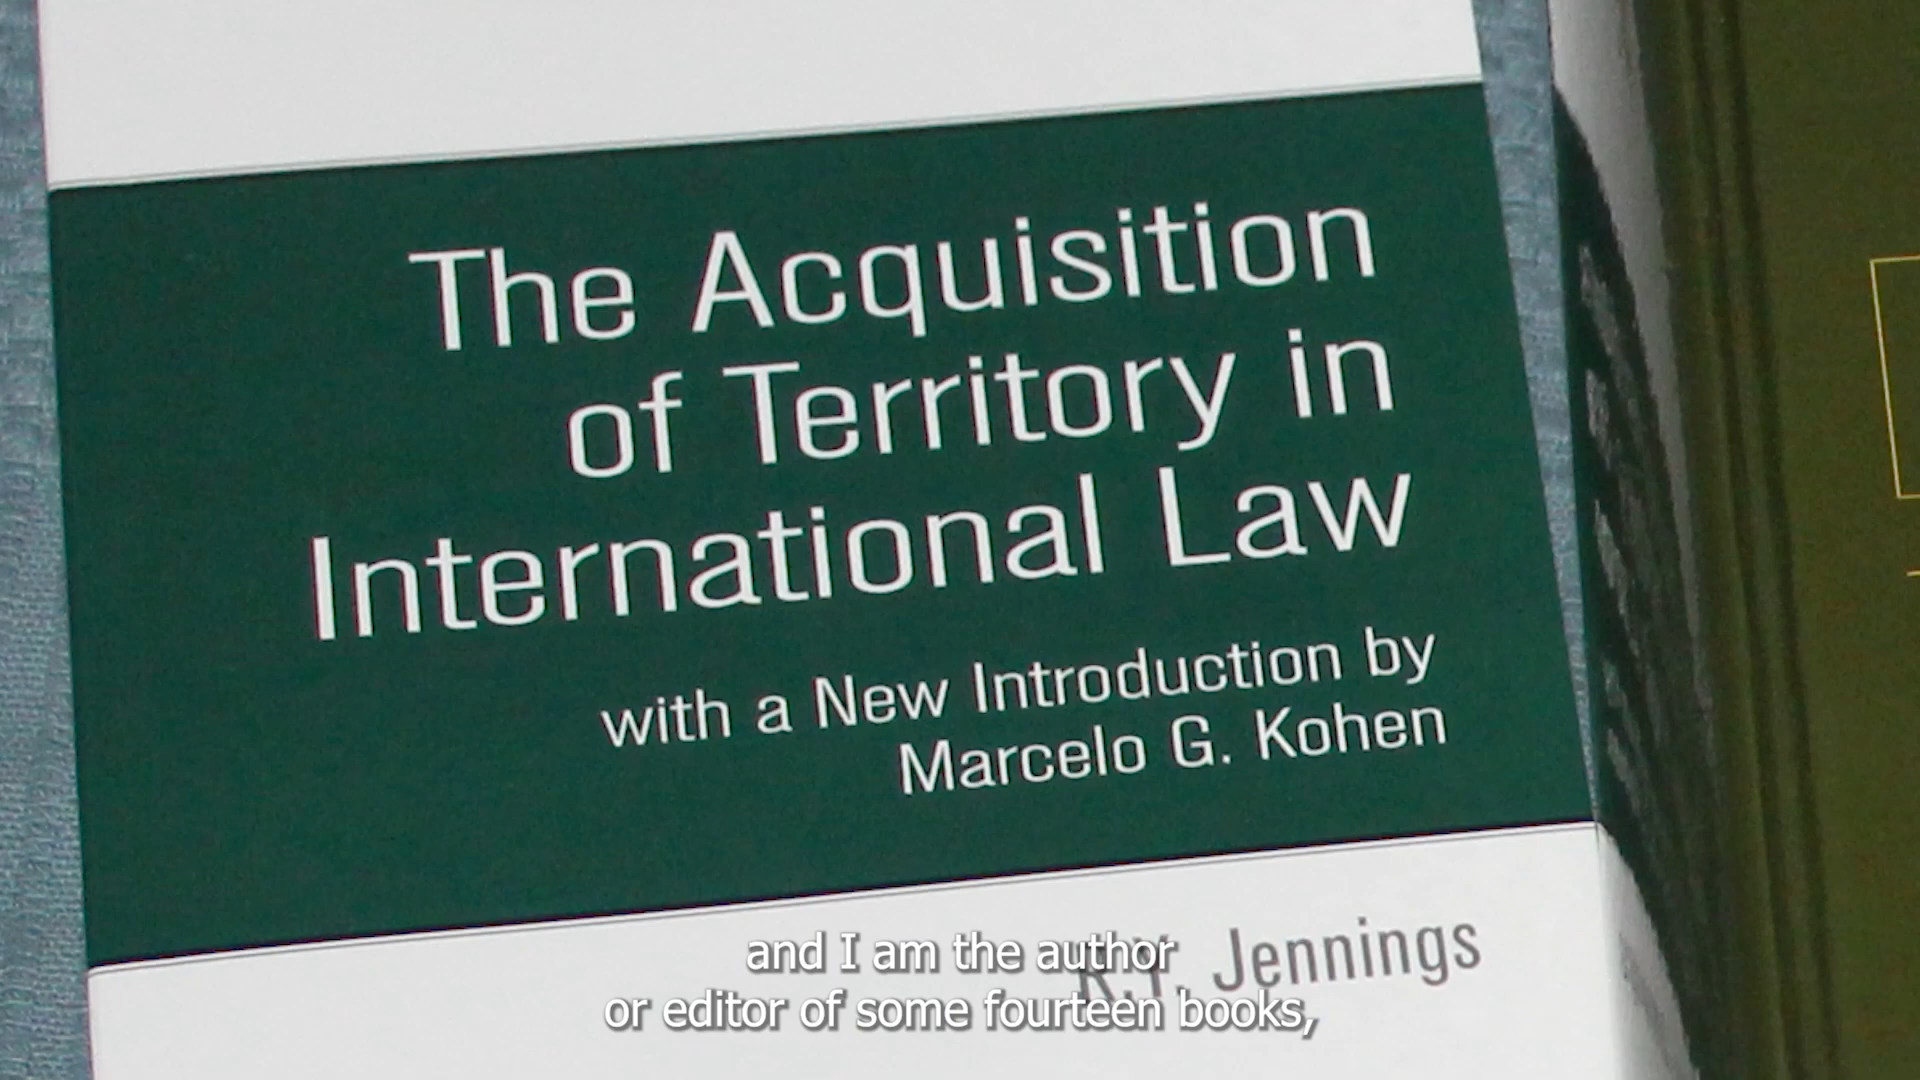 The Acquisition
of Territory in
International Law
with a New Introduction by
Marcelo G. Kohen
R.Y. Jennings
and I am the author
or editor of some fourteen books,